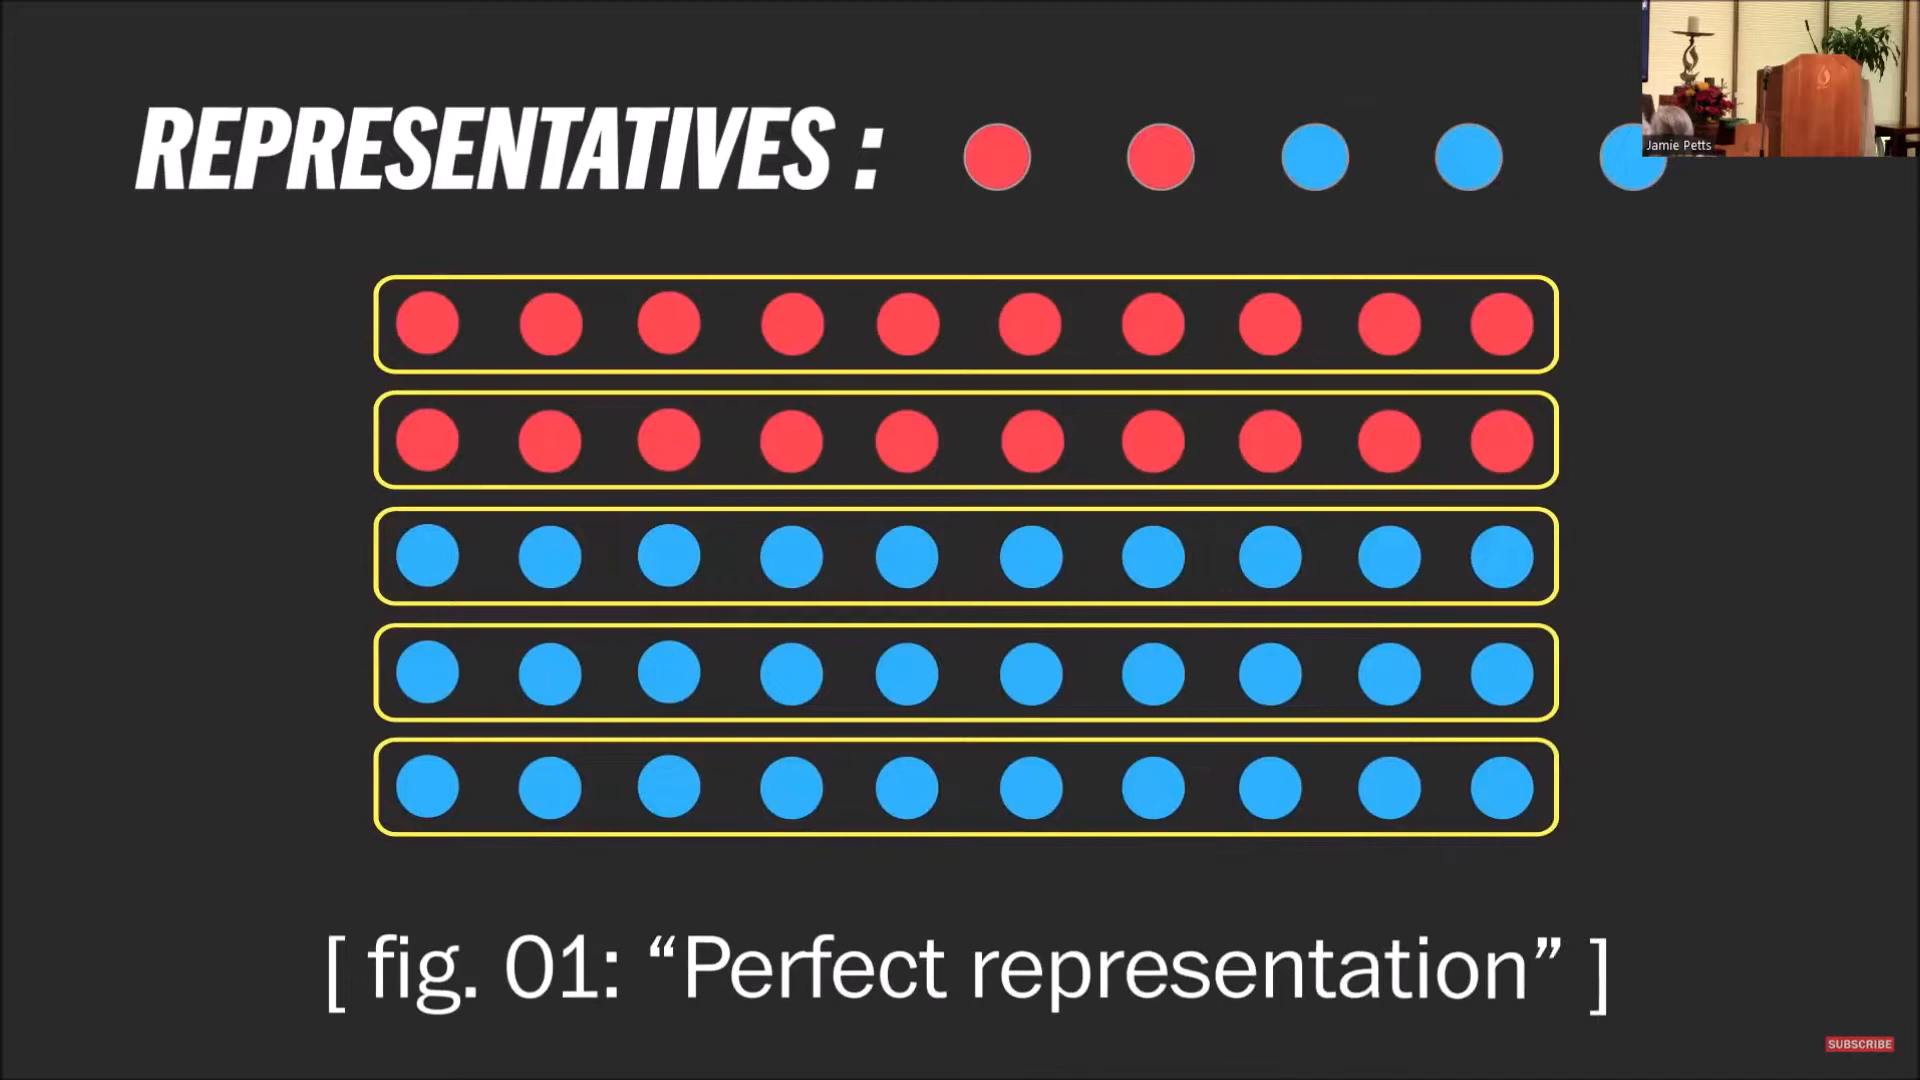 REPRESENTATIVES :
Jamie Petts
[ fig. 01: “Perfect representation” ]
SUBSCRIBE